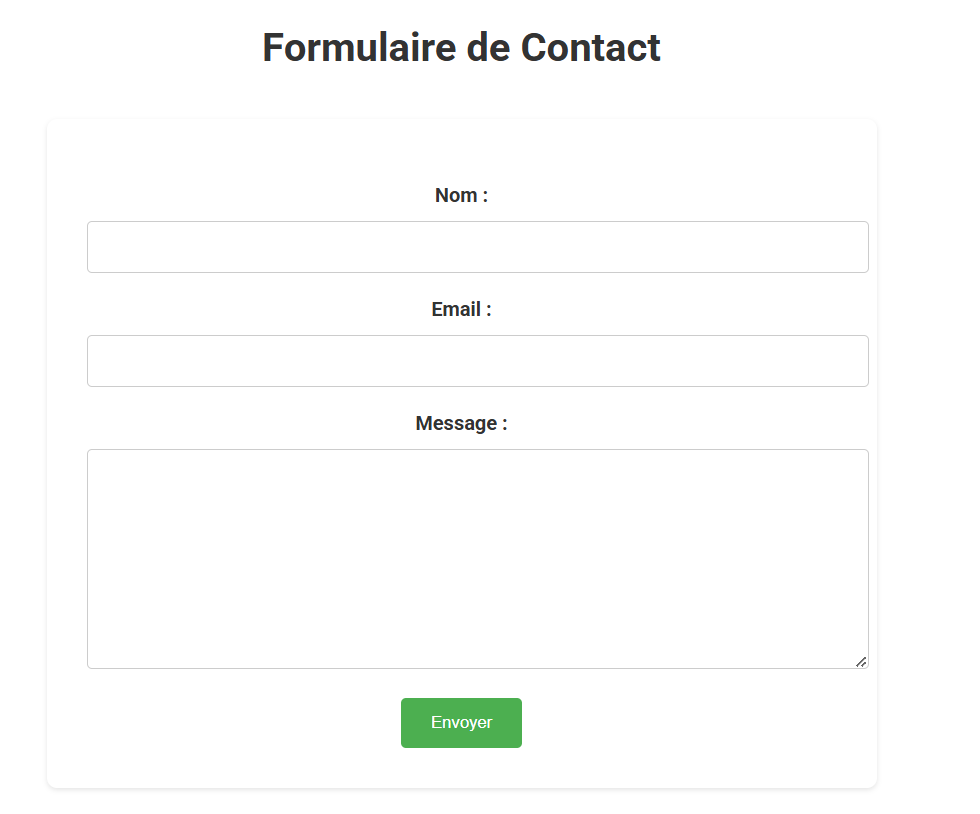 Formulaire de Contact
Nom :
Email :
Message :
Envoyer